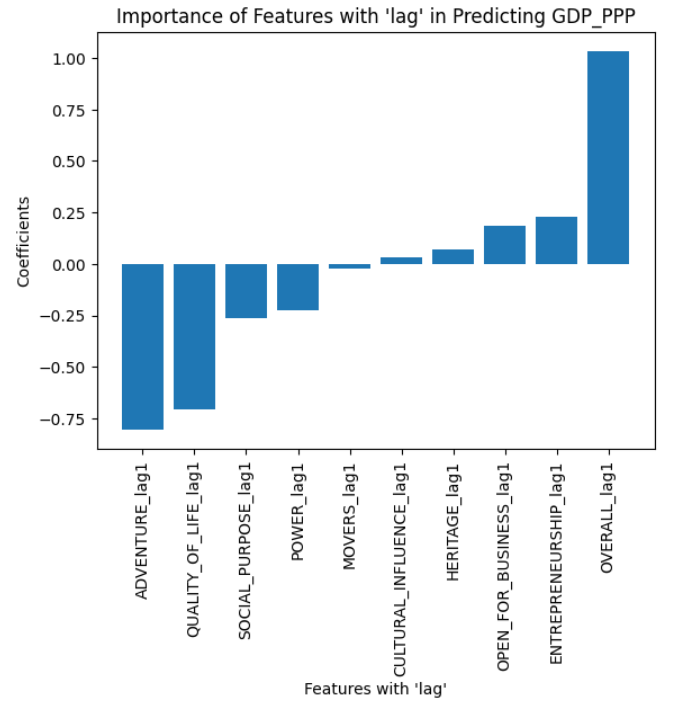 Importance of Features with 'lag' in Predicting GDP_PPP
1.00
0.75
0.50
0.25
0.00
−0.25
−0.50
−0.75
Coefficients
ADVENTURE_lag1
QUALITY_OF_LIFE_lag1
SOCIAL_PURPOSE_lag1
POWER_lag1
MOVERS_lag1
CULTURAL_INFLUENCE_lag1
HERITAGE_lag1
OPEN_FOR_BUSINESS_lag1
ENTREPRENEURSHIP_lag1
OVERALL_lag1
Features with 'lag'